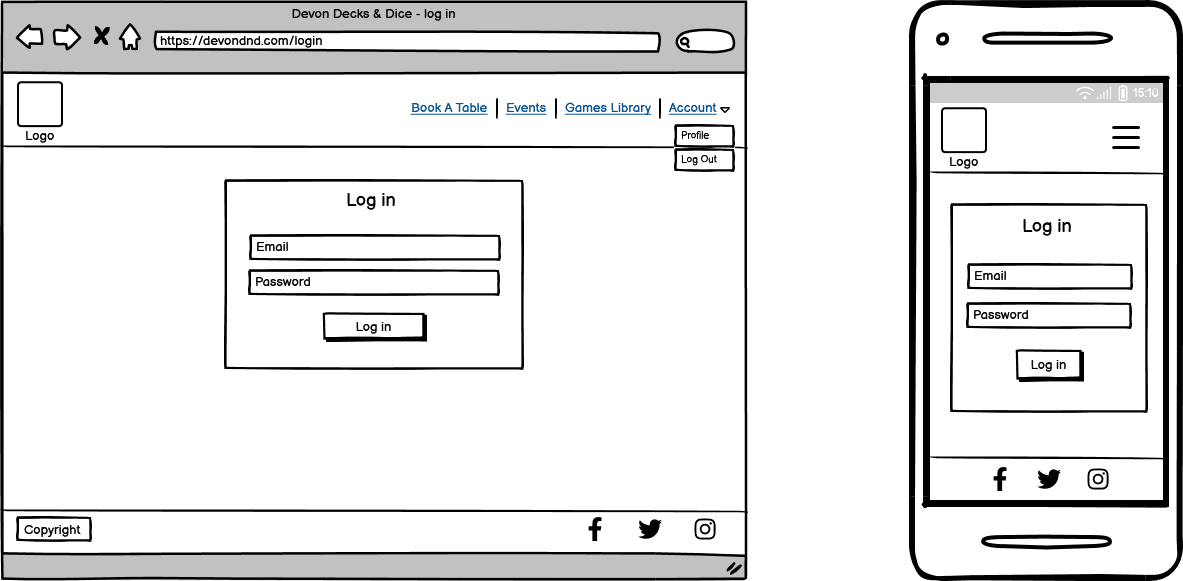 Devon Decks & Dice - log in
https://devondnd.com/login
Logo
Book A Table
Events
Games Library
Account
Profile
Log Out
Log in
Email
Password
Log in
Copyright
15:10
Logo
Log in
Email
Password
Log in